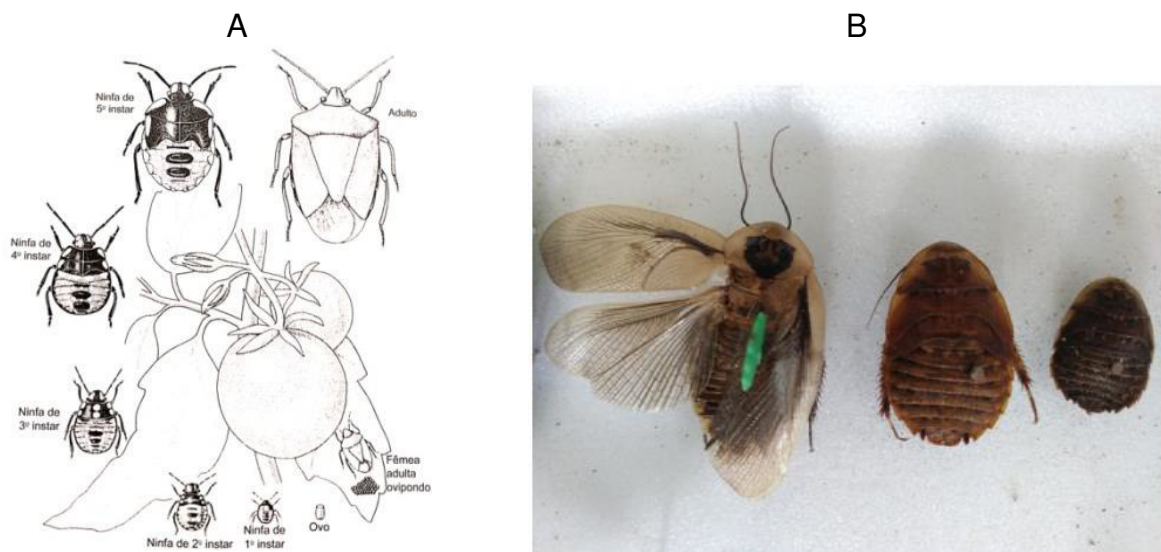 A
B
Ninfa de
5º instar
Adulto
Ninfa de
4º instar
Ninfa de
3º instar
Fêmea
adulta
ovipondo
Ninfa de 2º instar
Ninfa de
1º instar
Ovo